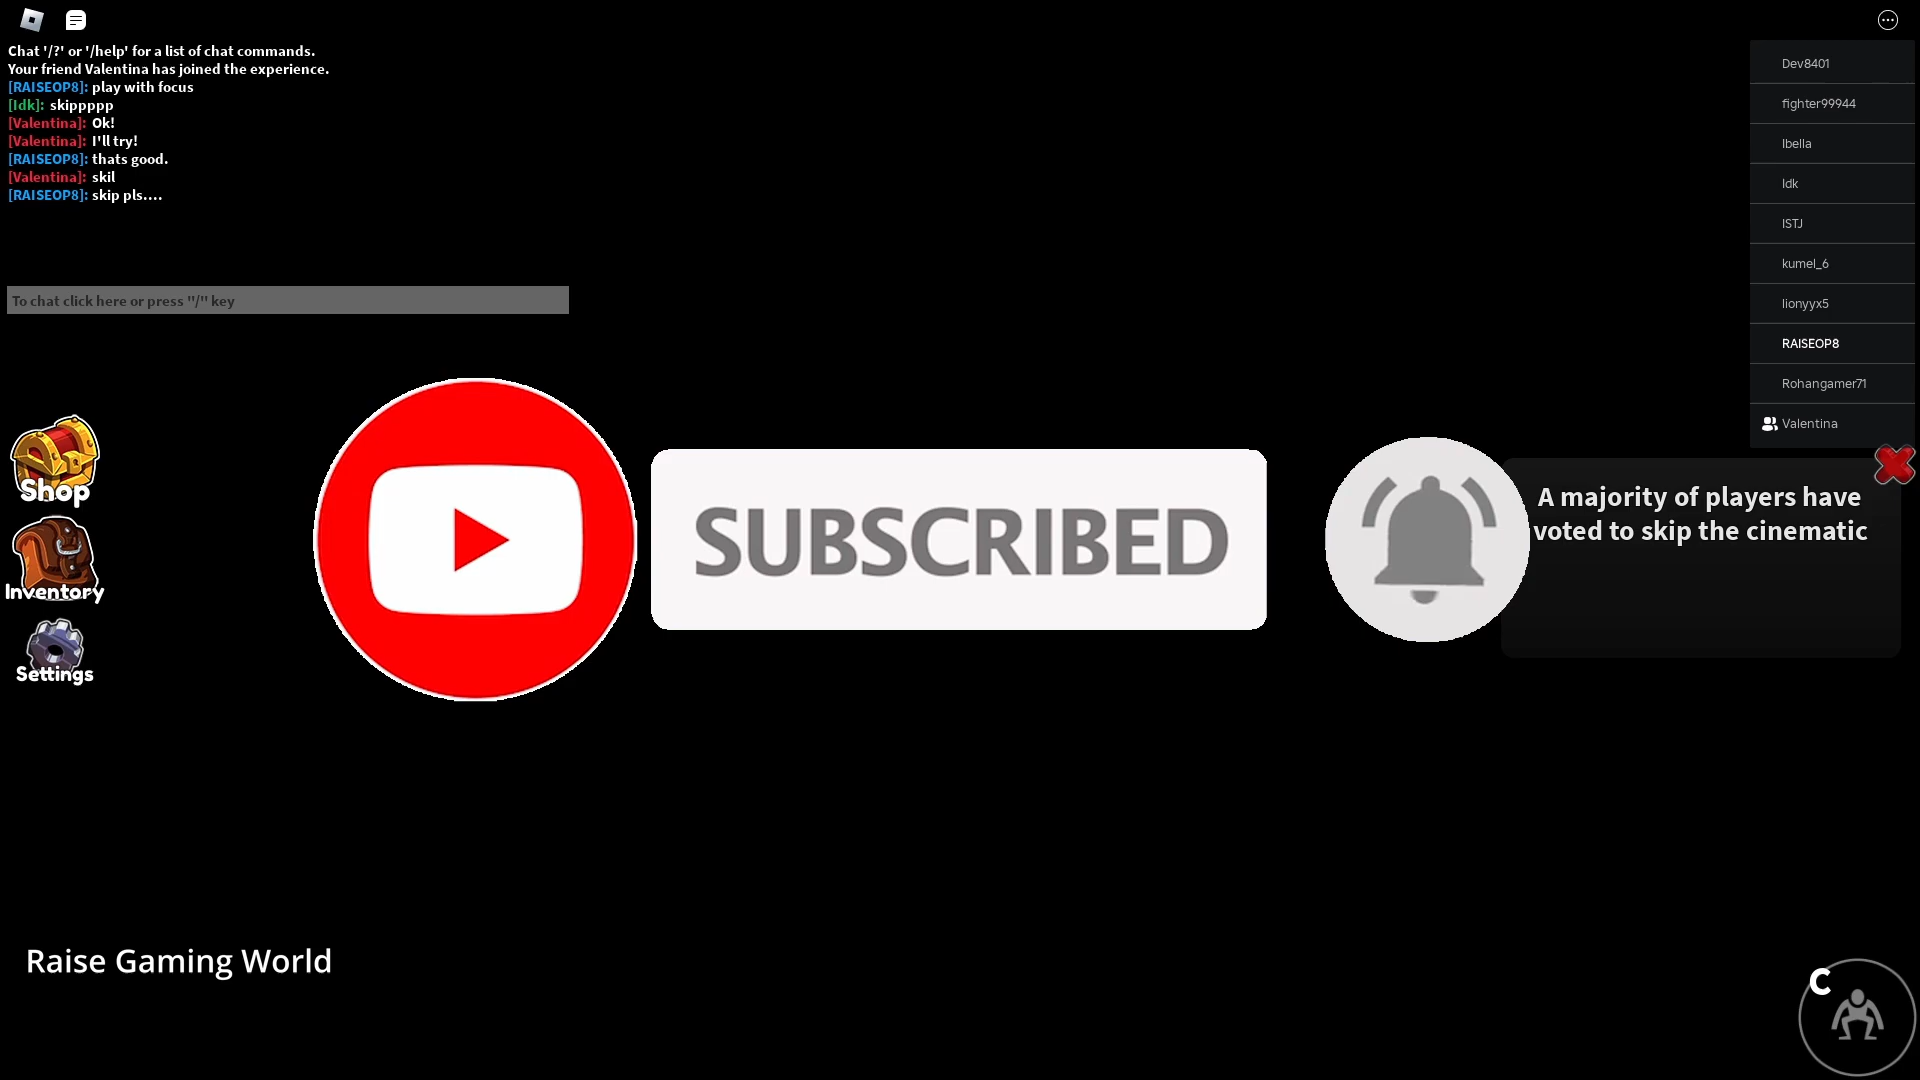 Chat '/?' or '/help' for a list of chat commands.
Your friend Valentina has joined the experience.
[RAISEOP8]: play with focus
[Idk]: skippppp
[Valentina]: Ok!
[Valentina]: I'll try!
[RAISEOP8]: thats good.
[Valentina]: skil
[RAISEOP8]: skip pls....
To chat click here or press "/" key
Dev8401
fighter99944
Ibella
Idk
ISTJ
kumel_6
lionyyx5
RAISEOP8
Rohangamer71
Valentina
Shop
Inventory
Settings
SUBSCRIBED
A majority of players have
voted to skip the cinematic
Raise Gaming World
C